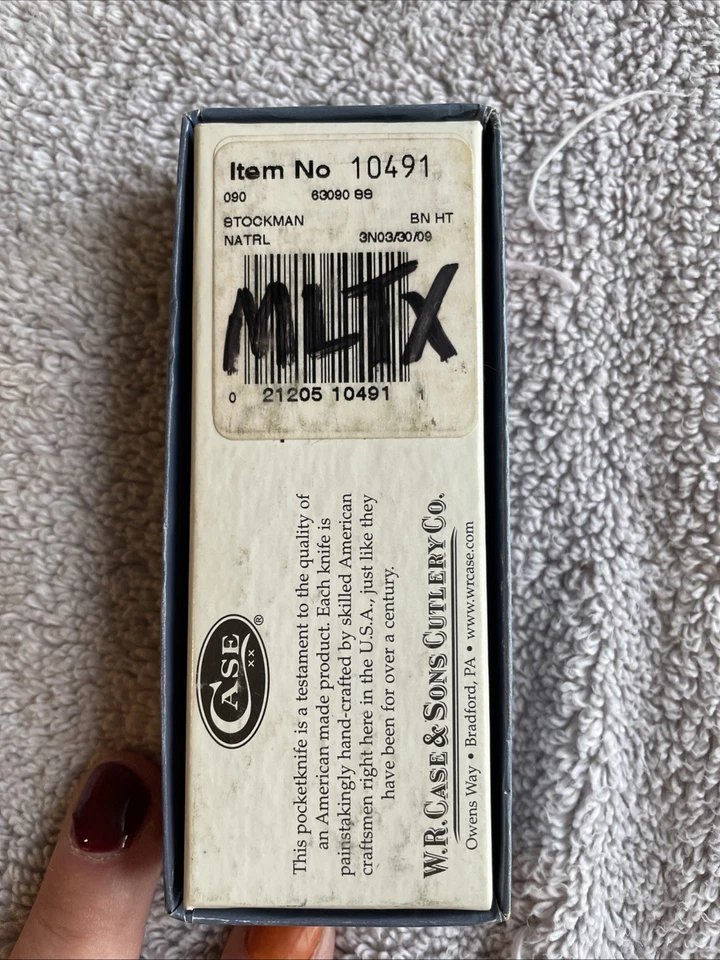 Item No 10491
090 63090 SS
STOCKMAN BN HT
NATRL 3N03/30/09
MLTX
0 21205 10491 1
CASE XX ®
This pocketknife is a testament to the quality of
an American made product. Each knife is
painstakingly hand-crafted by skilled American
craftsmen right here in the U.S.A., just like they
have been for over a century.
W.R. CASE & SONS CUTLERY CO.
Owens Way • Bradford, PA • www.wrcase.com